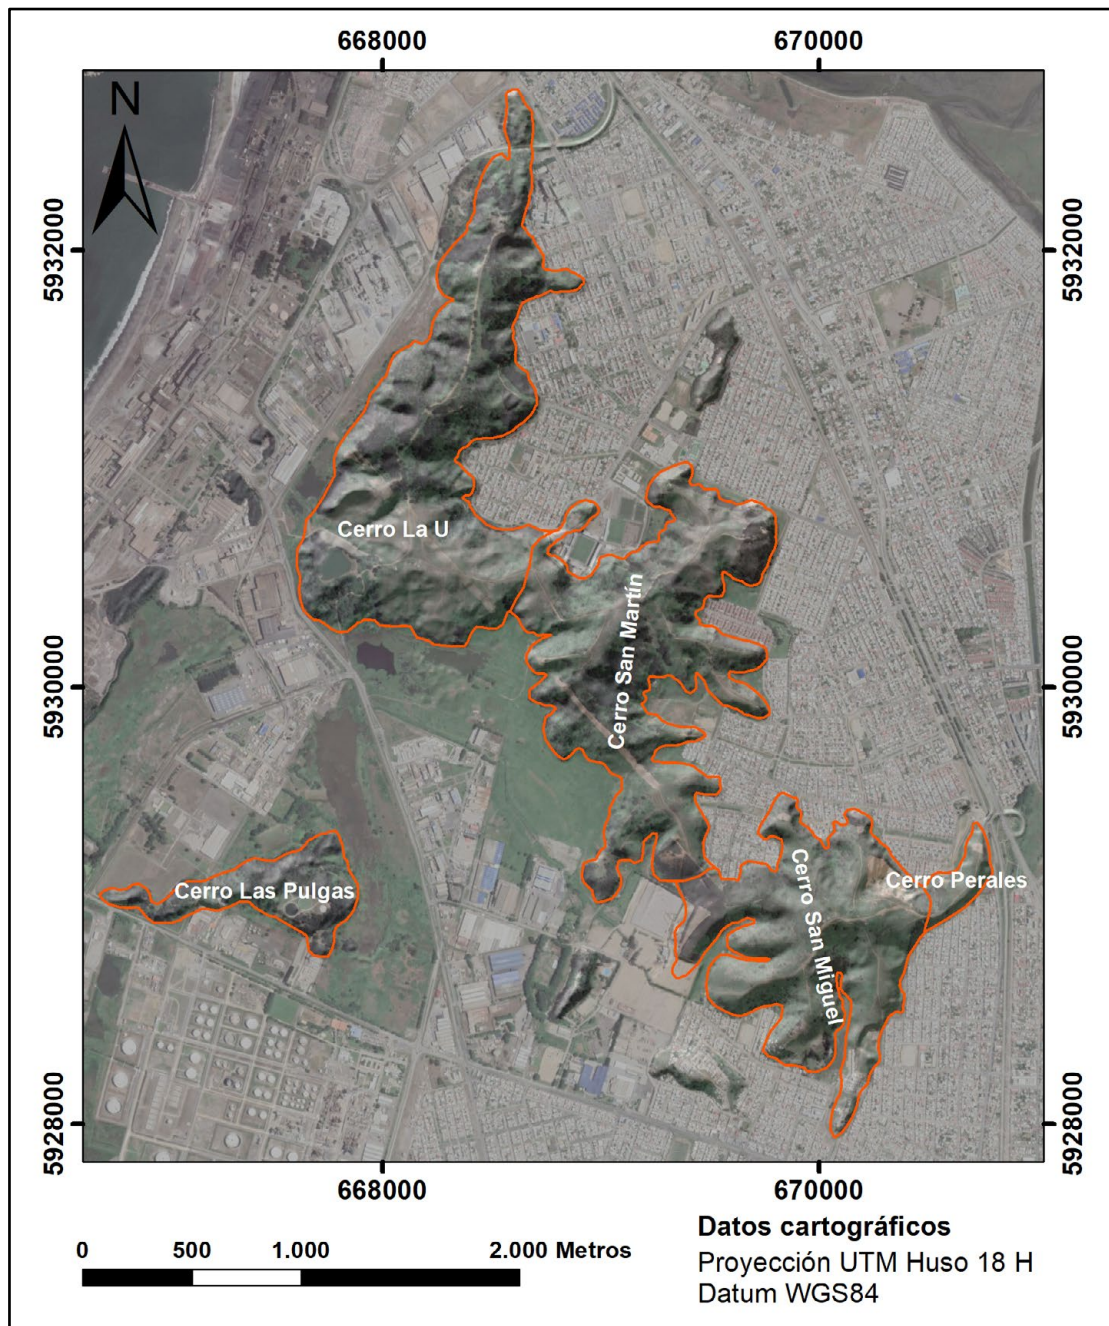 668000
670000
N
5932000
5932000
Cerro La U
Cerro San Martín
5930000
5930000
Cerro Las Pulgas
Cerro San Miguel
Cerro Perales
5928000
5928000
668000
670000
0 500 1.000 2.000 Metros
Datos cartográficos
Proyección UTM Huso 18 H
Datum WGS84